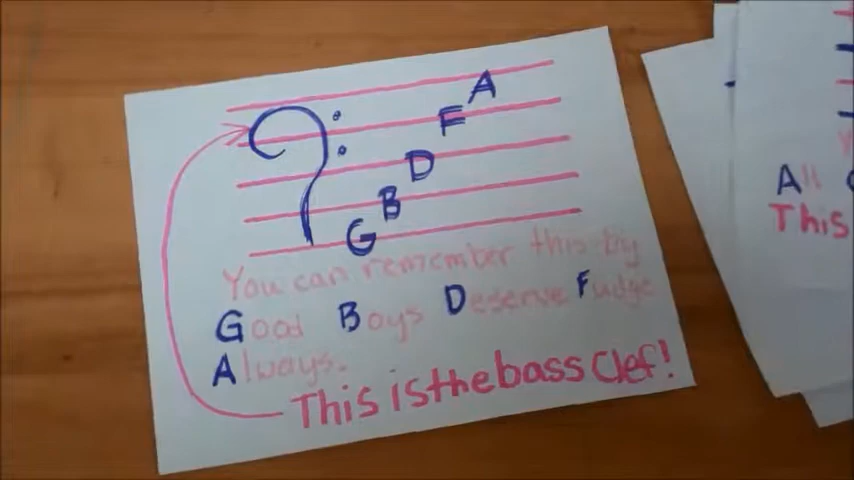 A
F
D
B
G
You can remember this by
Good Boys Deserve Fudge
Always.
This is the bass Clef!
All
This